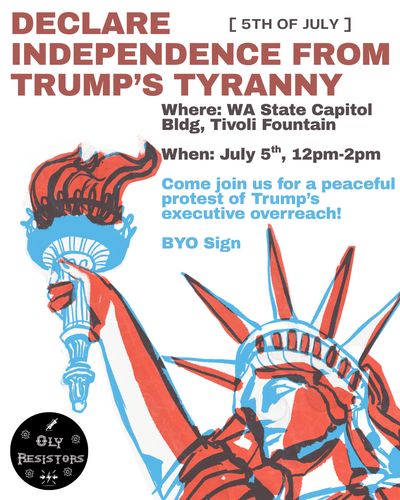 DECLARE
[ 5TH OF JULY ]
INDEPENDENCE FROM
TRUMP'S TYRANNY
Where: WA State Capitol
Bldg, Tivoli Fountain
When: July 5th, 12pm-2pm
Come join us for a peaceful
protest of Trump's
executive overreach!
BYO Sign
OLY
RESISTORS